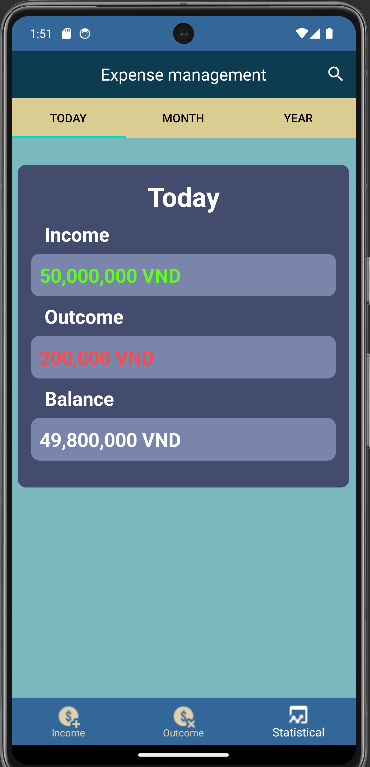 1:51
Expense management
TODAY MONTH YEAR
Today
Income
50,000,000 VND
Outcome
200,000 VND
Balance
49,800,000 VND
Income Outcome Statistical